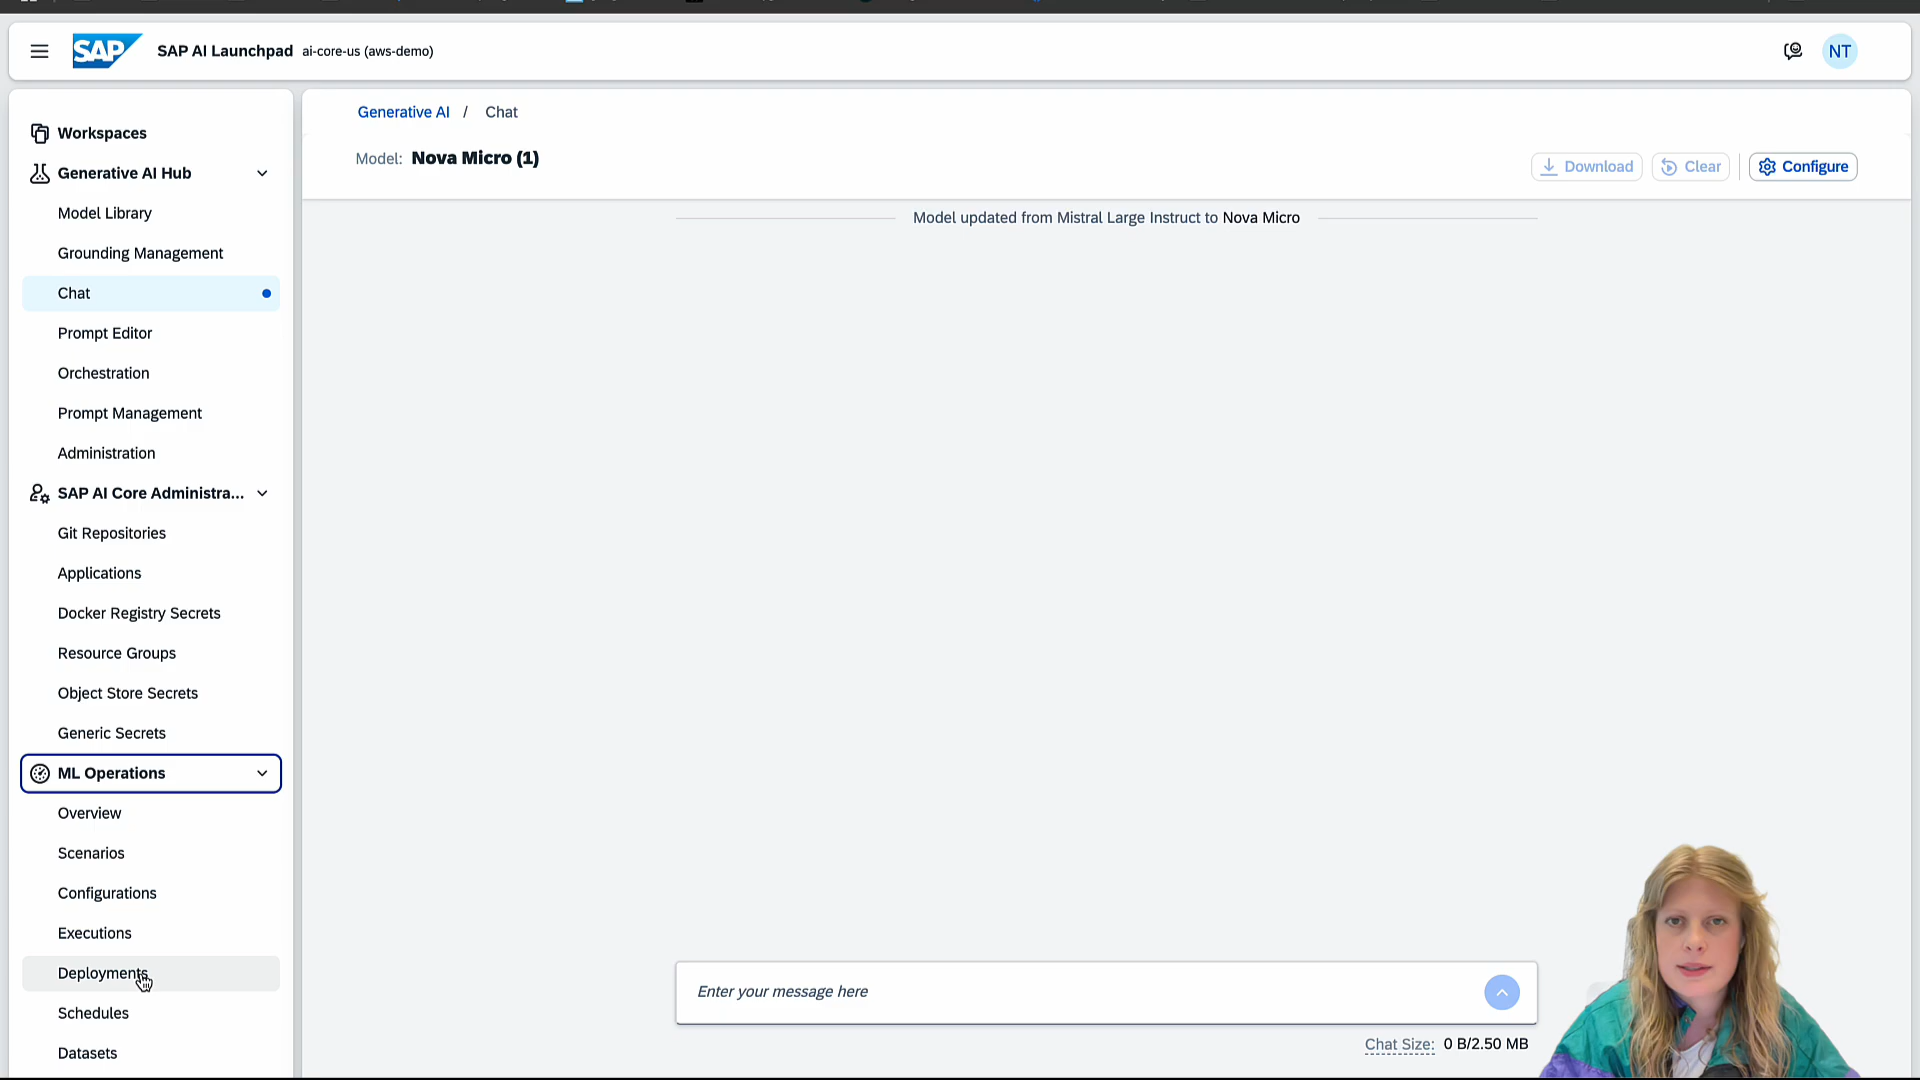 SAP
SAP AI Launchpad ai-core-us (aws-demo)
NT
Workspaces
Generative AI Hub
Model Library
Grounding Management
Chat
Prompt Editor
Orchestration
Prompt Management
Administration
SAP AI Core Administra...
Git Repositories
Applications
Docker Registry Secrets
Resource Groups
Object Store Secrets
Generic Secrets
ML Operations
Overview
Scenarios
Configurations
Executions
Deployments
Schedules
Datasets
Generative AI / Chat
Model: Nova Micro (1)
Download Clear Configure
Model updated from Mistral Large Instruct to Nova Micro
Enter your message here
Chat Size: 0 B/2.50 MB